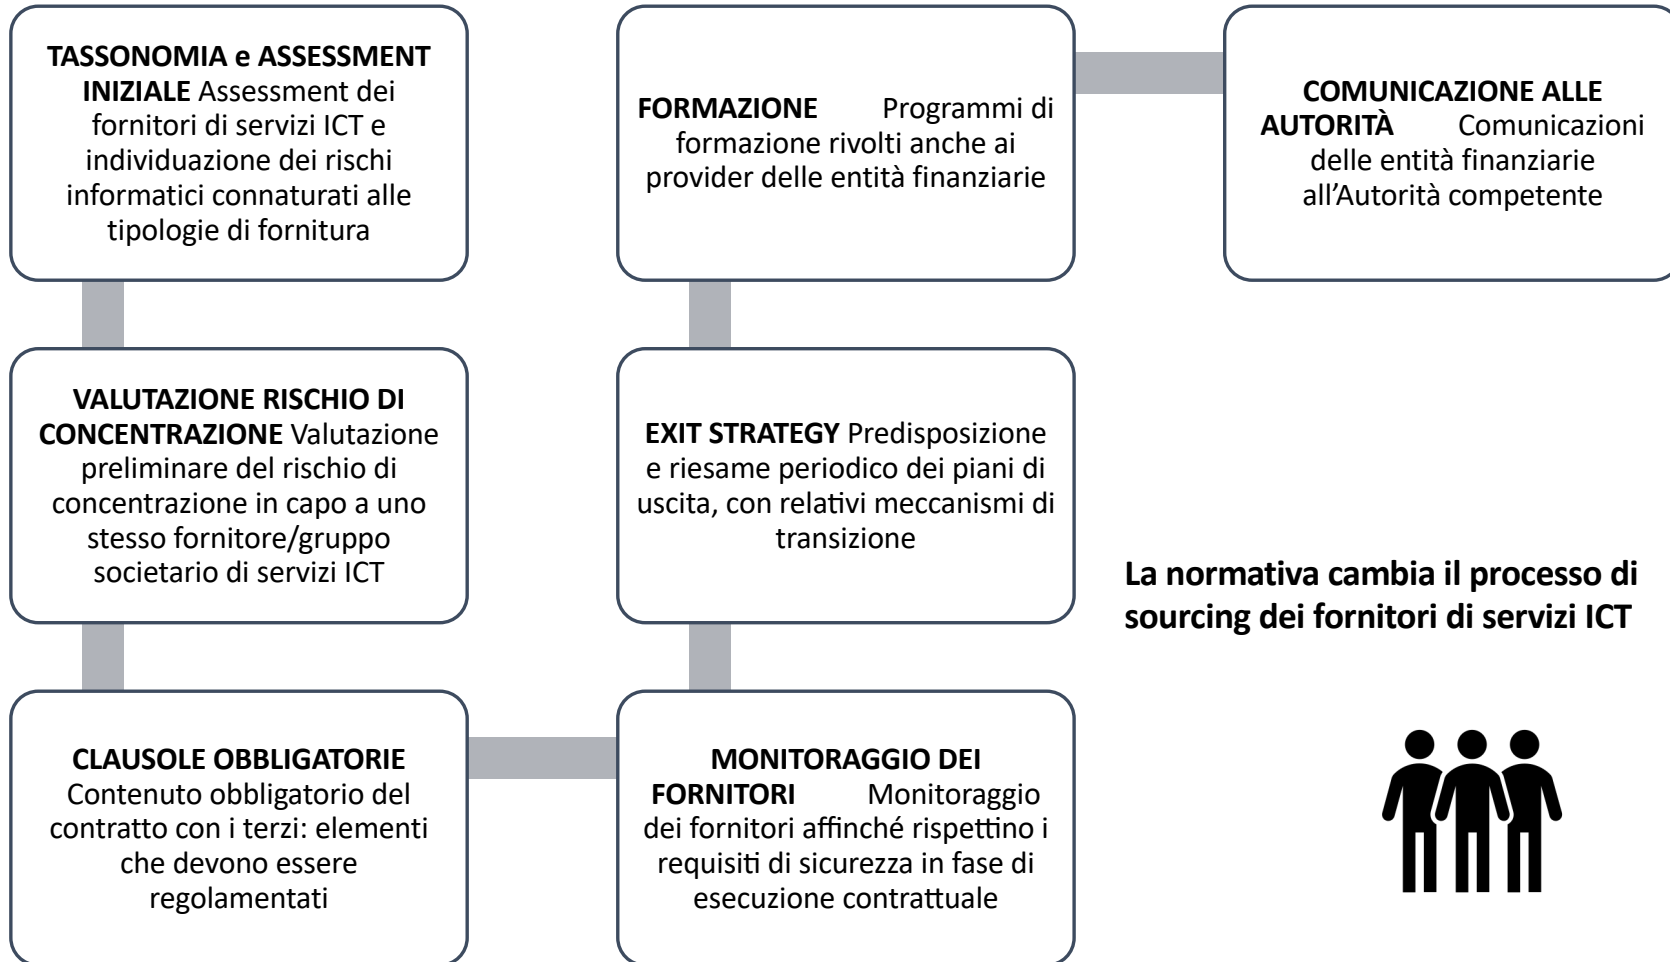 TASSONOMIA e ASSESSMENT
INIZIALE Assessment dei
fornitori di servizi ICT e
individuazione dei rischi
informatici connaturati alle
tipologie di fornitura
VALUTAZIONE RISCHIO DI
CONCENTRAZIONE Valutazione
preliminare del rischio di
concentrazione in capo a uno
stesso fornitore/gruppo
societario di servizi ICT
CLAUSOLE OBBLIGATORIE
Contenuto obbligatorio del
contratto con i terzi: elementi
che devono essere
regolamentati
MONITORAGGIO DEI
FORNITORI Monitoraggio
dei fornitori affinché rispettino i
requisiti di sicurezza in fase di
esecuzione contrattuale
EXIT STRATEGY Predisposizione
e riesame periodico dei piani di
uscita, con relativi meccanismi di
transizione
FORMAZIONE Programmi di
formazione rivolti anche ai
provider delle entità finanziarie
COMUNICAZIONE ALLE
AUTORITÀ Comunicazioni
delle entità finanziarie
all’Autorità competente
La normativa cambia il processo di
sourcing dei fornitori di servizi ICT